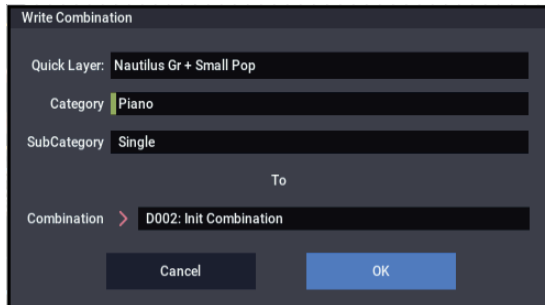 Write Combination
Quick Layer: Nautilus Gr + Small Pop
Category Piano
SubCategory Single
To
Combination D002: Init Combination
Cancel OK